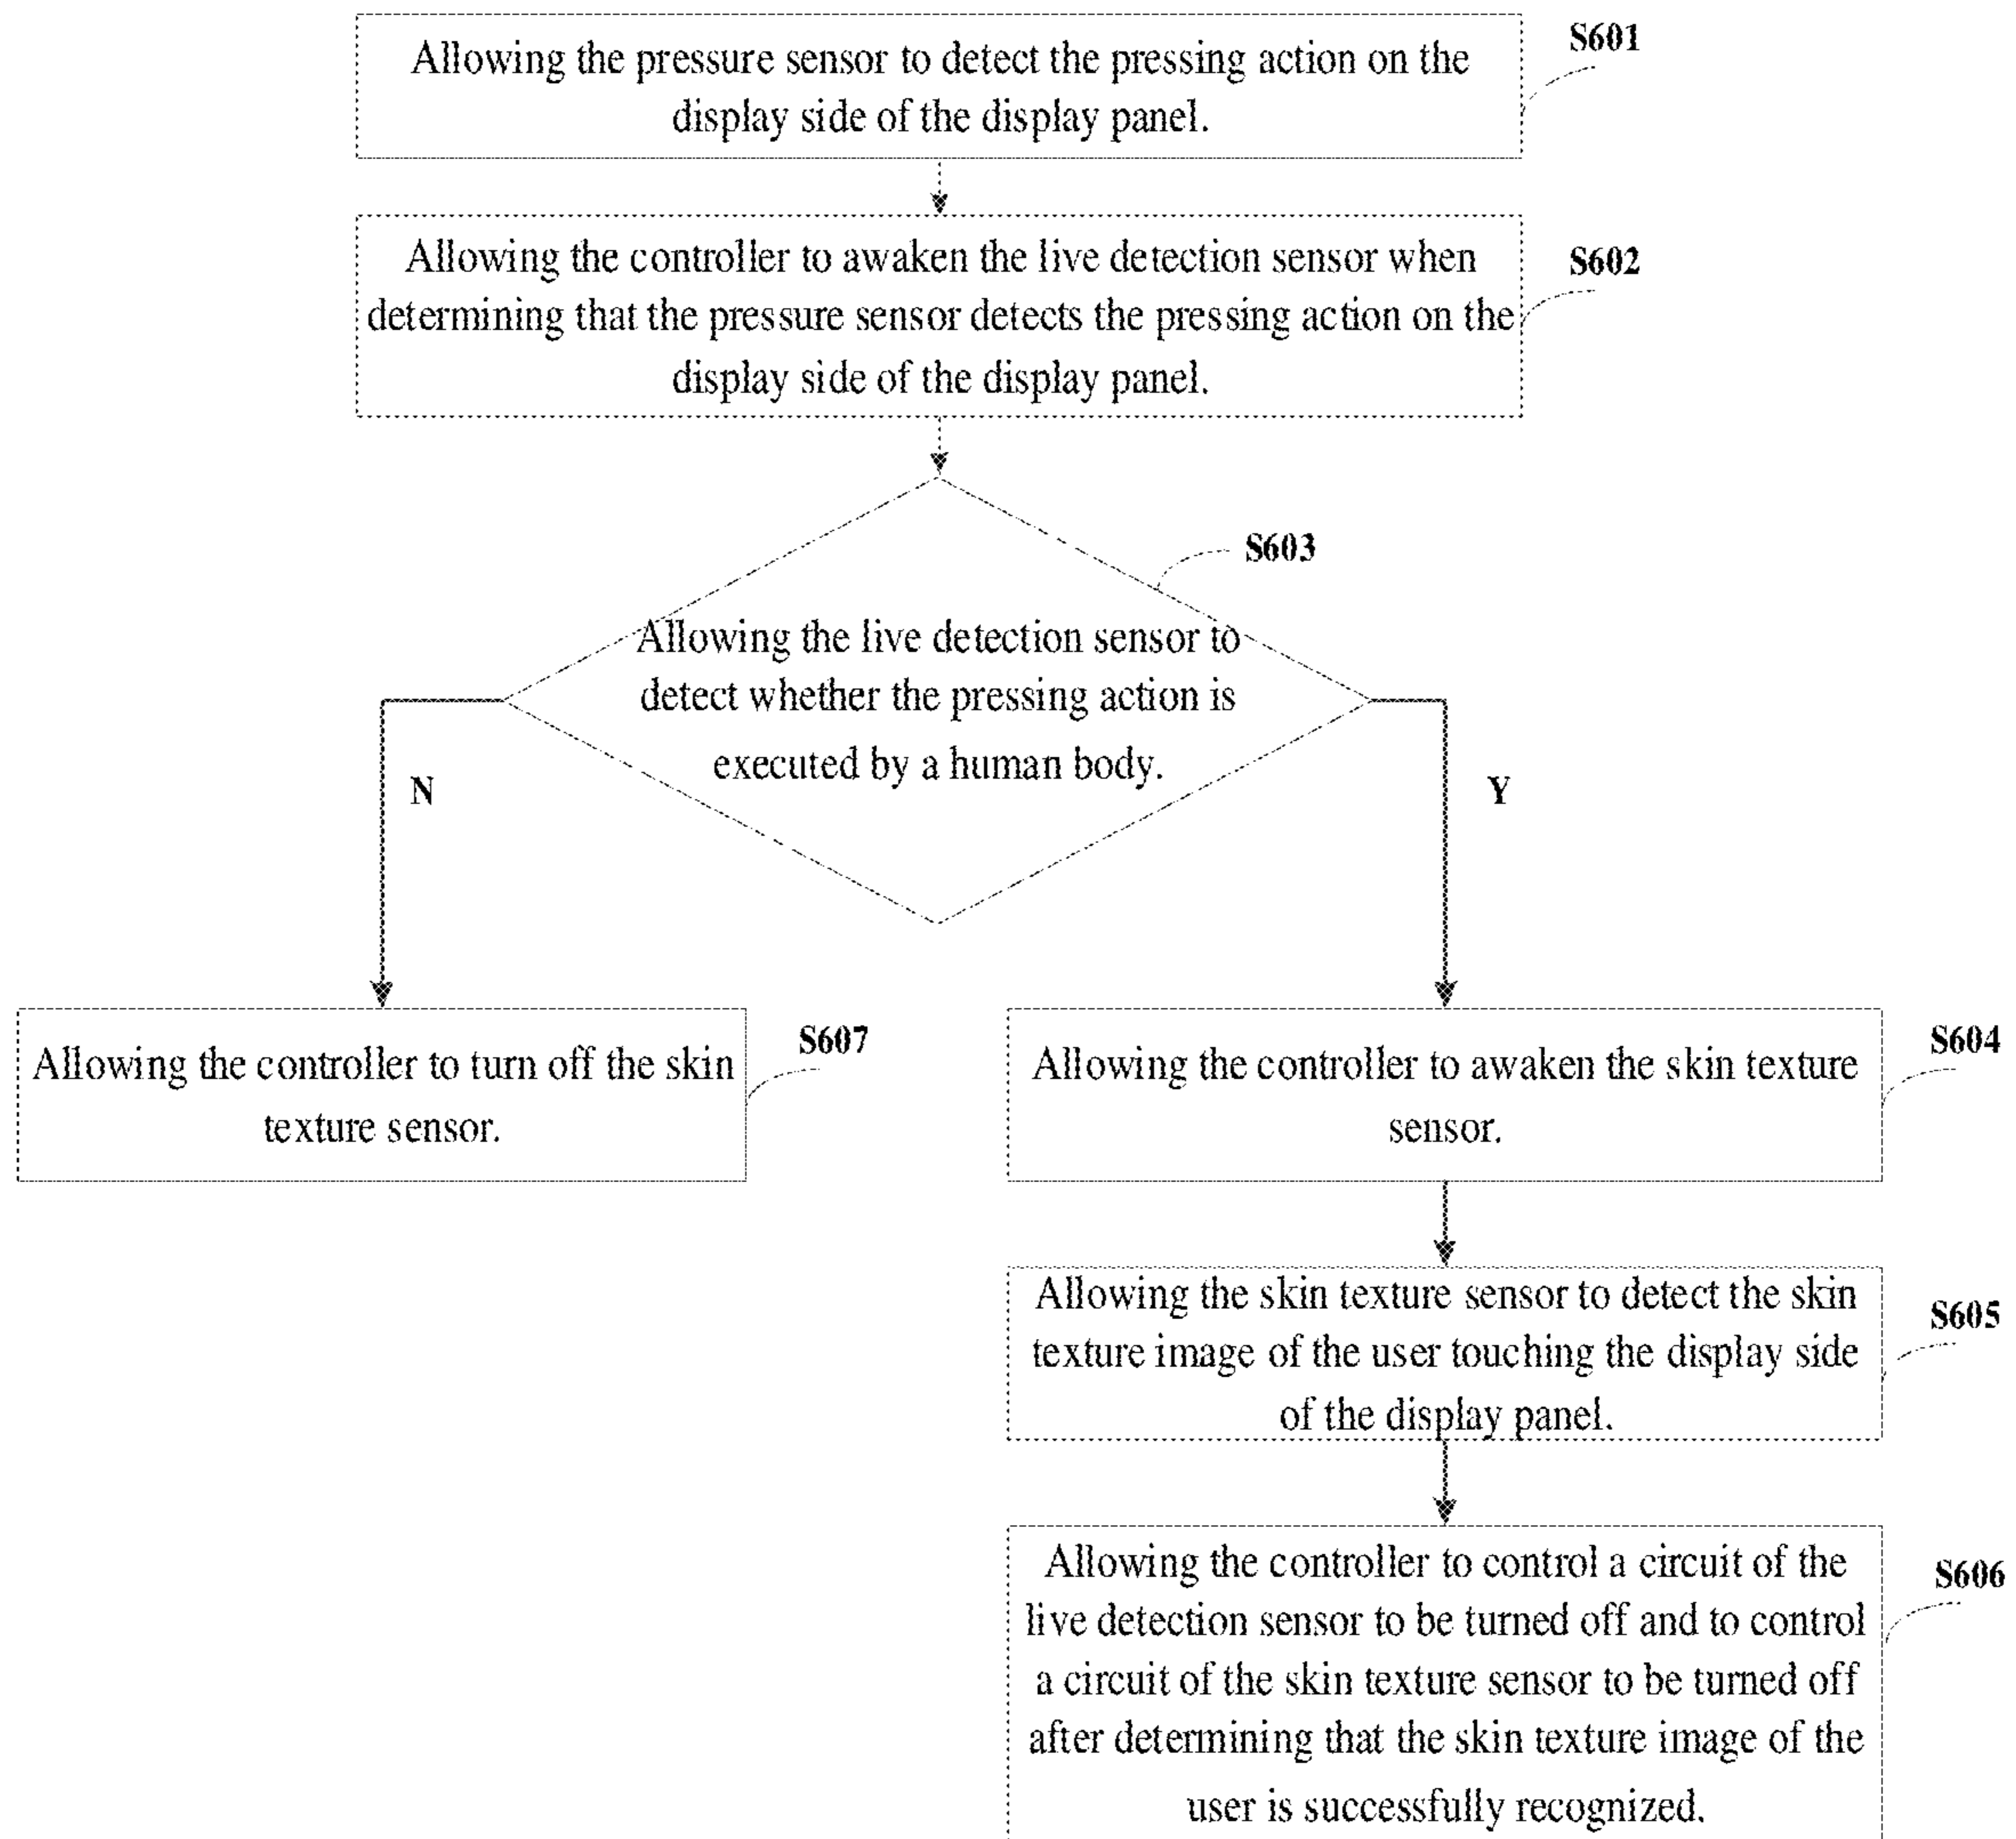 Allowing the pressure sensor to detect the pressing action on the
display side of the display panel.
S601
Allowing the controller to awaken the live detection sensor when
determining that the pressure sensor detects the pressing action on the
display side of the display panel.
S602
S603
Allowing the live detection sensor to
detect whether the pressing action is
executed by a human body.
N
Y
Allowing the controller to turn off the skin
texture sensor.
S607
Allowing the controller to awaken the skin texture
sensor.
S604
Allowing the skin texture sensor to detect the skin
texture image of the user touching the display side
of the display panel.
S605
Allowing the controller to control a circuit of the
live detection sensor to be turned off and to control
a circuit of the skin texture sensor to be turned off
after determining that the skin texture image of the
user is successfully recognized.
S606